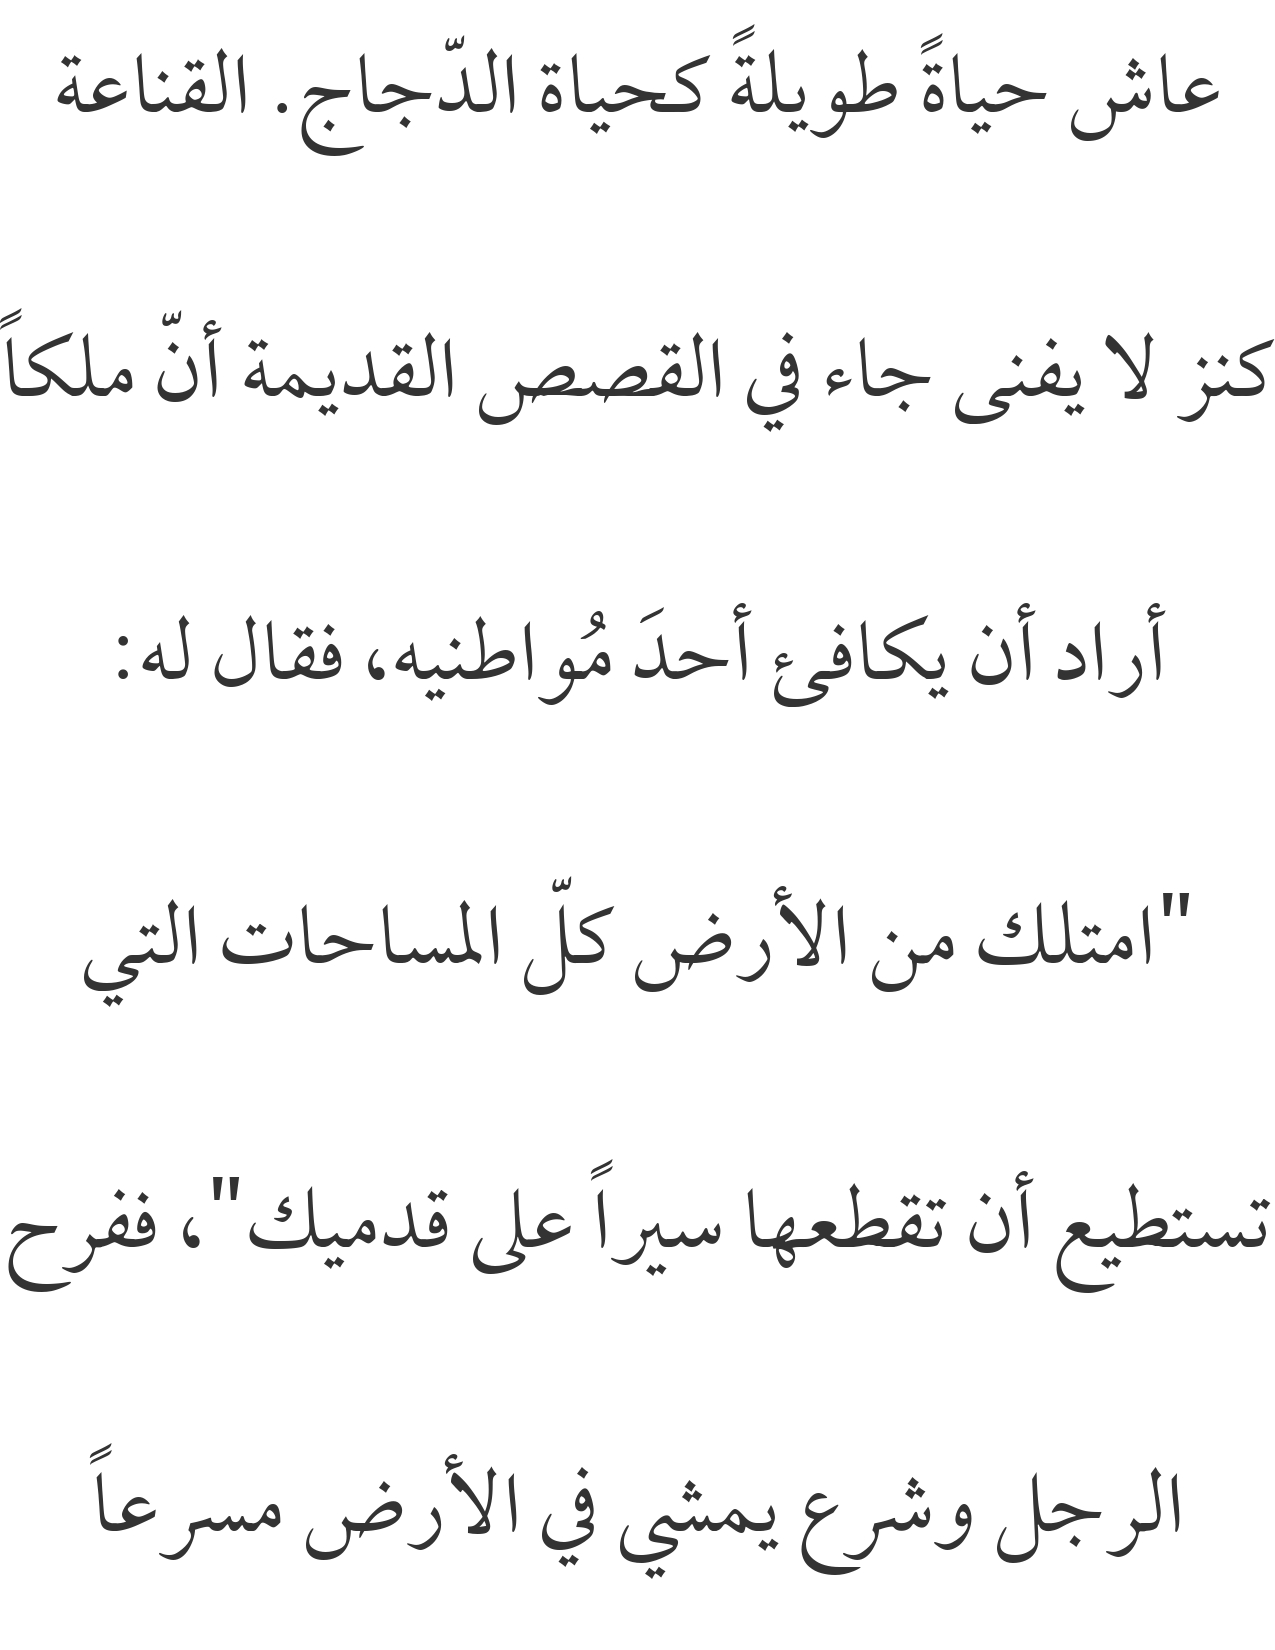 عاش حياةً طويلةً كحياة الدّجاج. القناعة
كنز لا يفنى جاء في القصص القديمة أنّ ملكاً
أراد أن يكافئ أحدَ مُواطنيه، فقال له:
"امتلك من الأرض كلّ المساحات التي
تستطيع أن تقطعها سيراً على قدميك"، ففرح
الرجل وشرع يمشي في الأرض مسرعاً